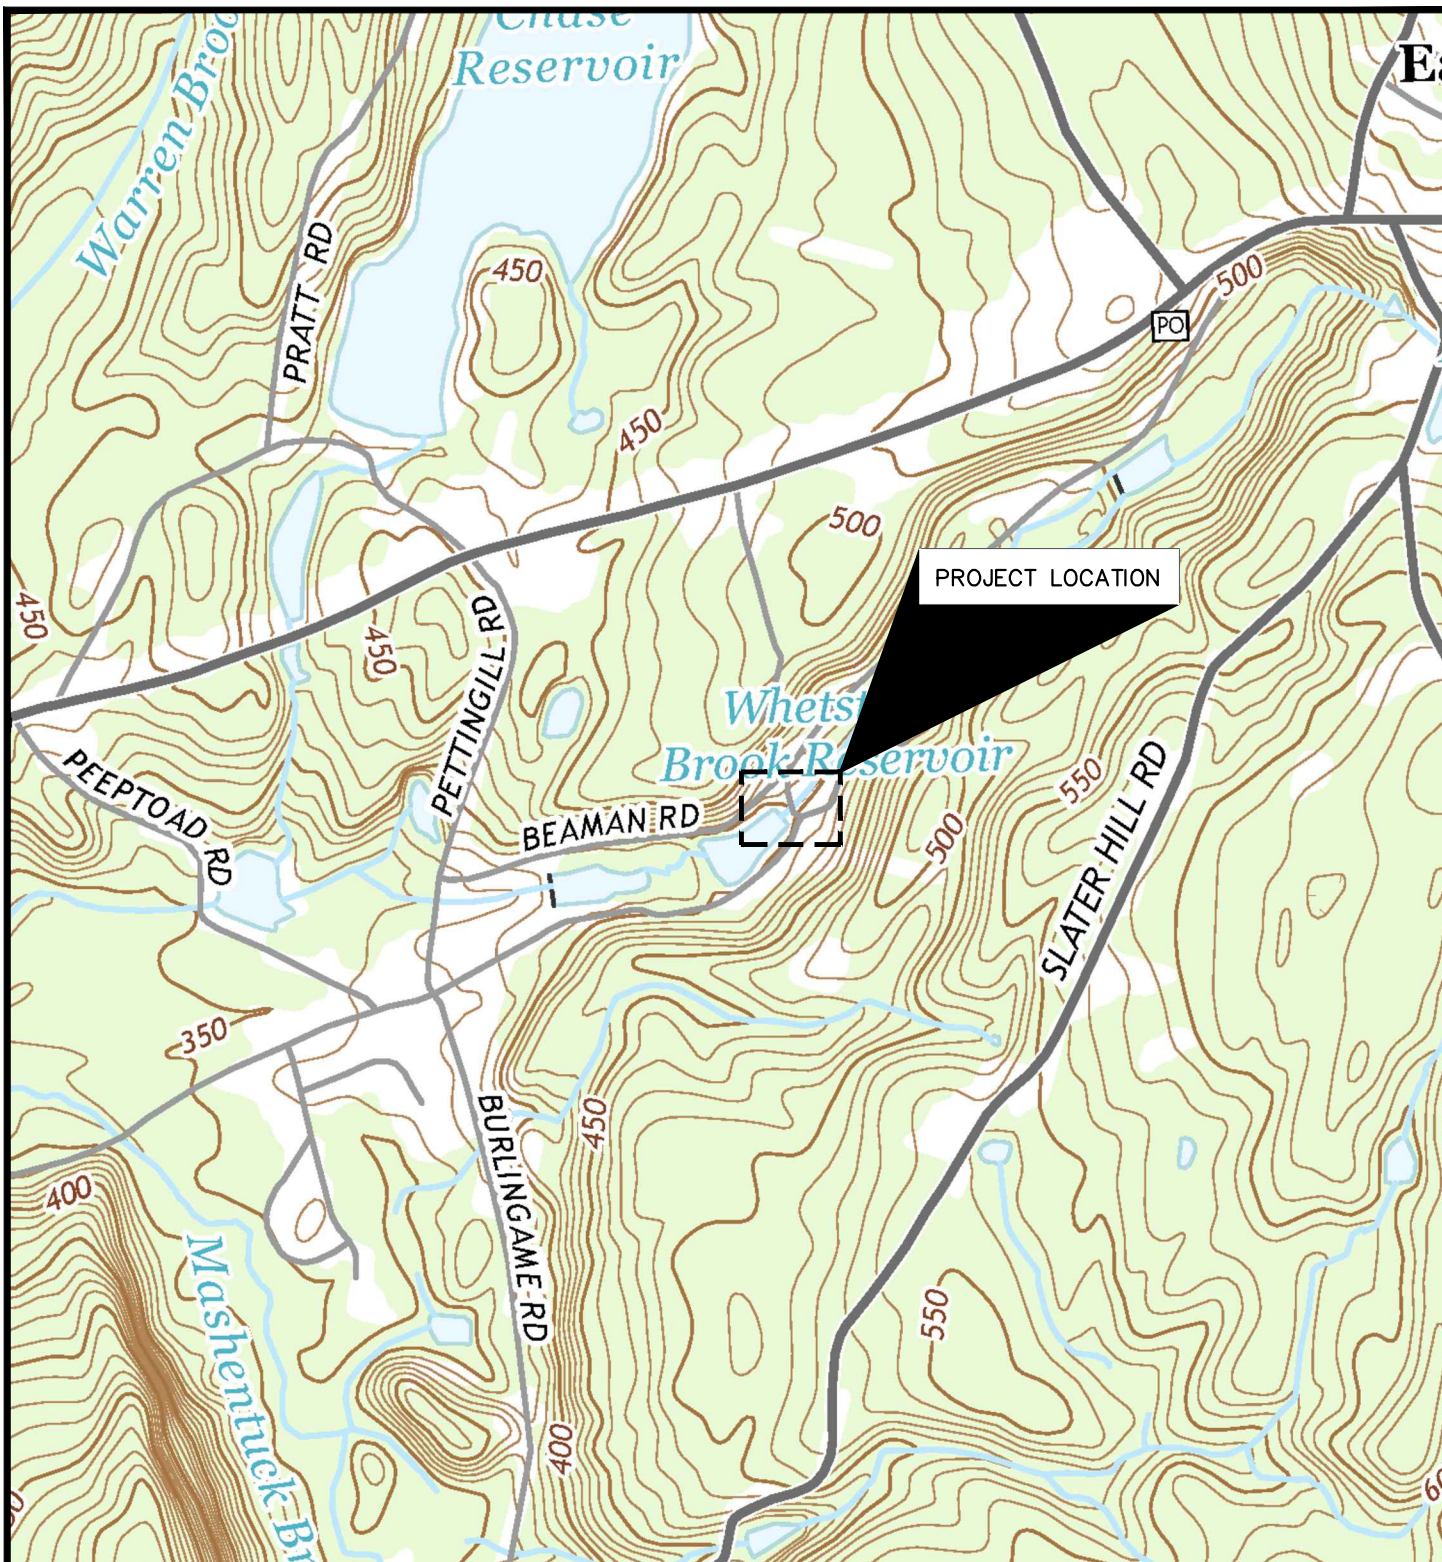 Chase
Reservoir
Warren Broo
PRATT RD
450
450
500
PO
500
450
450
PROJECT LOCATION
PETTINGILL RD
PEEPTOAD RD
Whetst
Brook Reservoir
BEAMAN RD
550
500
SLATER HILL RD
350
450
400
BURLINGAME RD
Mashentuck Br
550
400